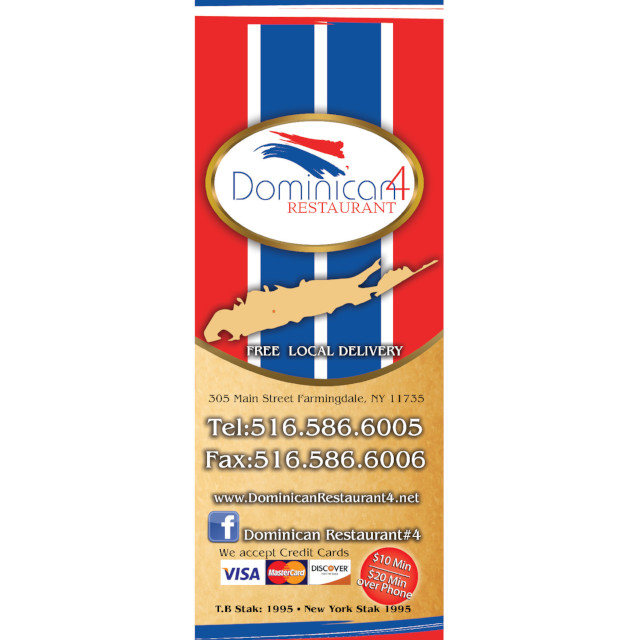 Dominican4
RESTAURANT
FREE LOCAL DELIVERY
305 Main Street Farmingdale, NY 11735
Tel:516.586.6005
Fax:516.586.6006
www.DominicanRestaurant4.net
f Dominican Restaurant#4
We accept Credit Cards
VISA MasterCard DISCOVER
$10 Min
$20 Min
over Phone
T.B Stak: 1995 • New York Stak 1995